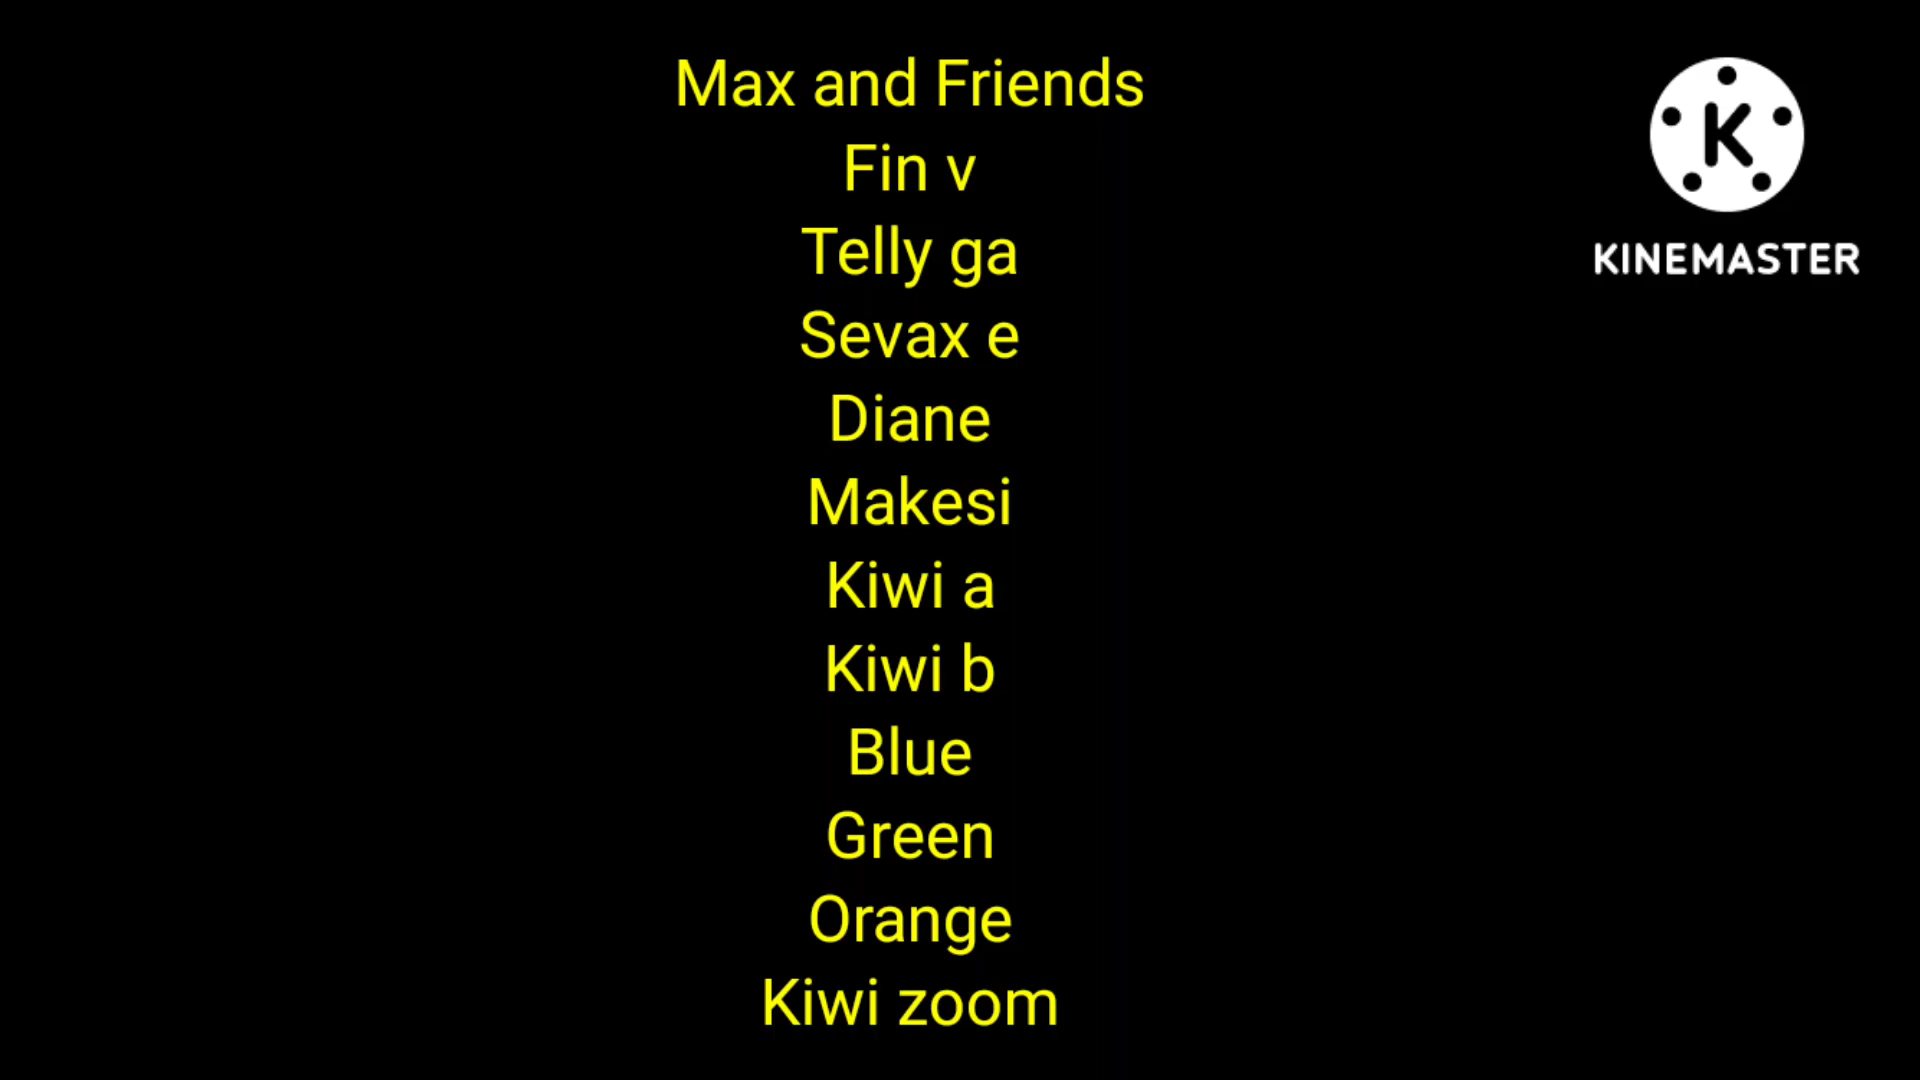 Max and Friends
Fin v
Telly ga
Sevax e
Diane
Makesi
Kiwi a
Kiwi b
Blue
Green
Orange
Kiwi zoom
K
KINEMASTER